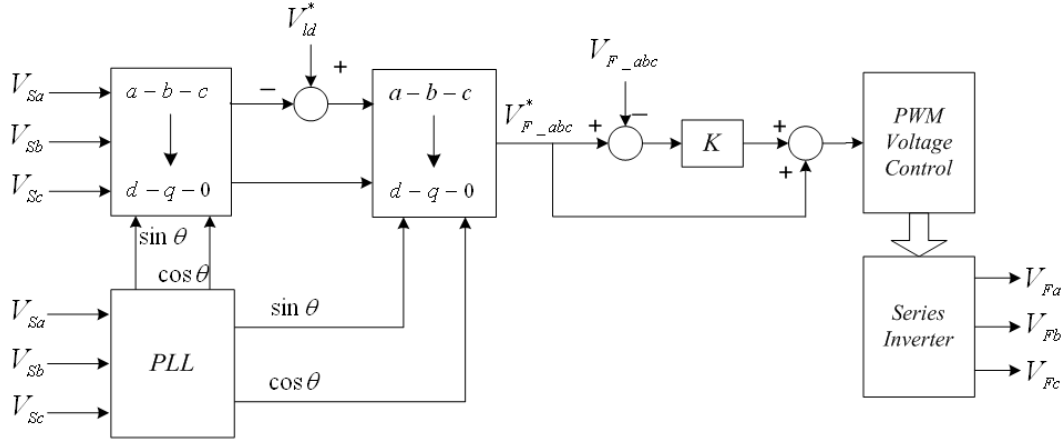 V*ld
VSa
VSb
VSc
a – b – c
d – q – 0
–
+
a – b – c
d – q – 0
V*F_abc
VF_abc
+
–
K
+
+
PWM
Voltage
Control
sin θ
cos θ
VSa
VSb
VSc
PLL
sin θ
cos θ
Series
Inverter
VFa
VFb
VFc